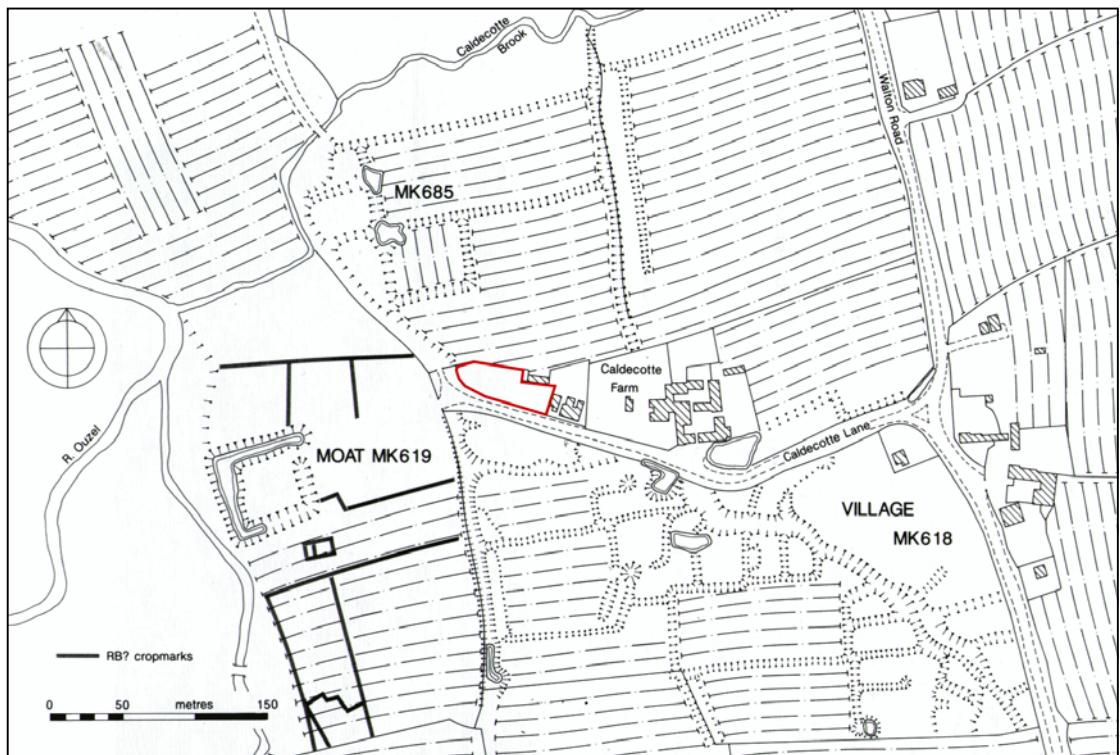 Caldecotte
Brook
Walton Road
MK685
R. Ouzel
Caldecotte
Farm
MOAT MK619
Caldecotte Lane
VILLAGE
MK618
RB? cropmarks
0 50 metres 150